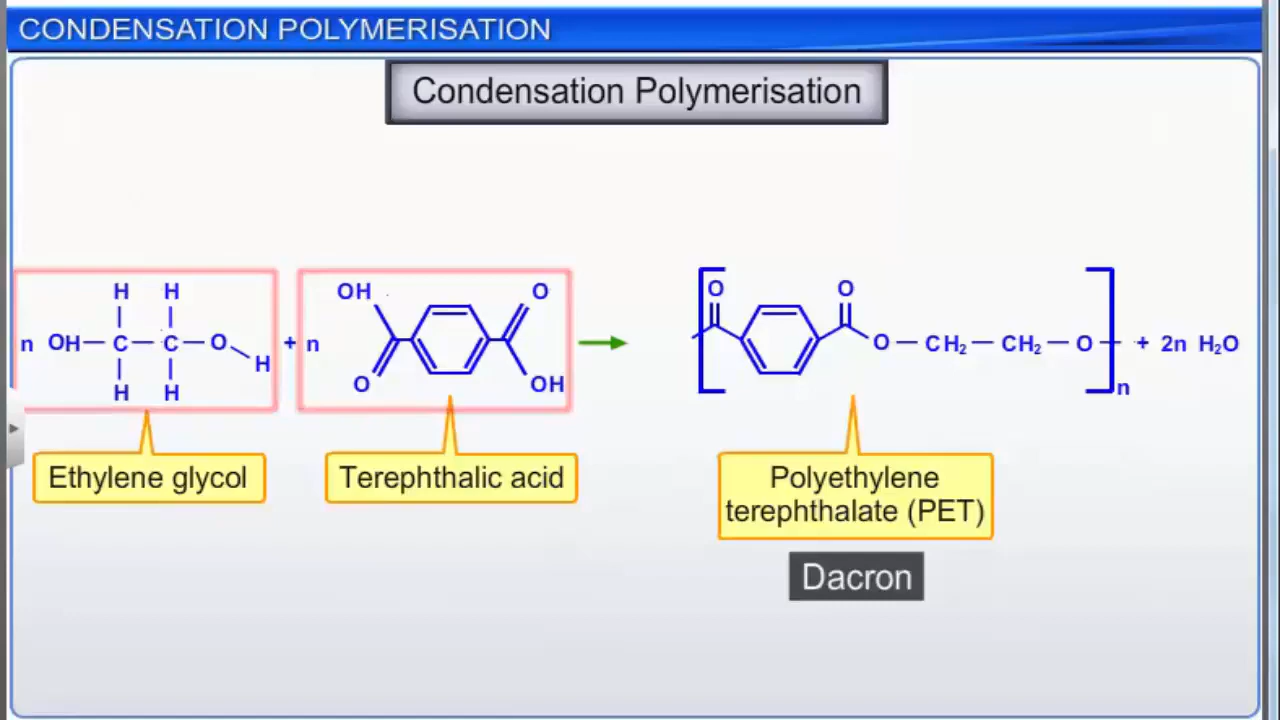 CONDENSATION POLYMERISATION
Condensation Polymerisation
H H
n OH C C O H
H H
+ n
OH O
O OH
O O
O CH₂ CH₂ O
n
+ 2n H₂O
Ethylene glycol
Terephthalic acid
Polyethylene
terephthalate (PET)
Dacron